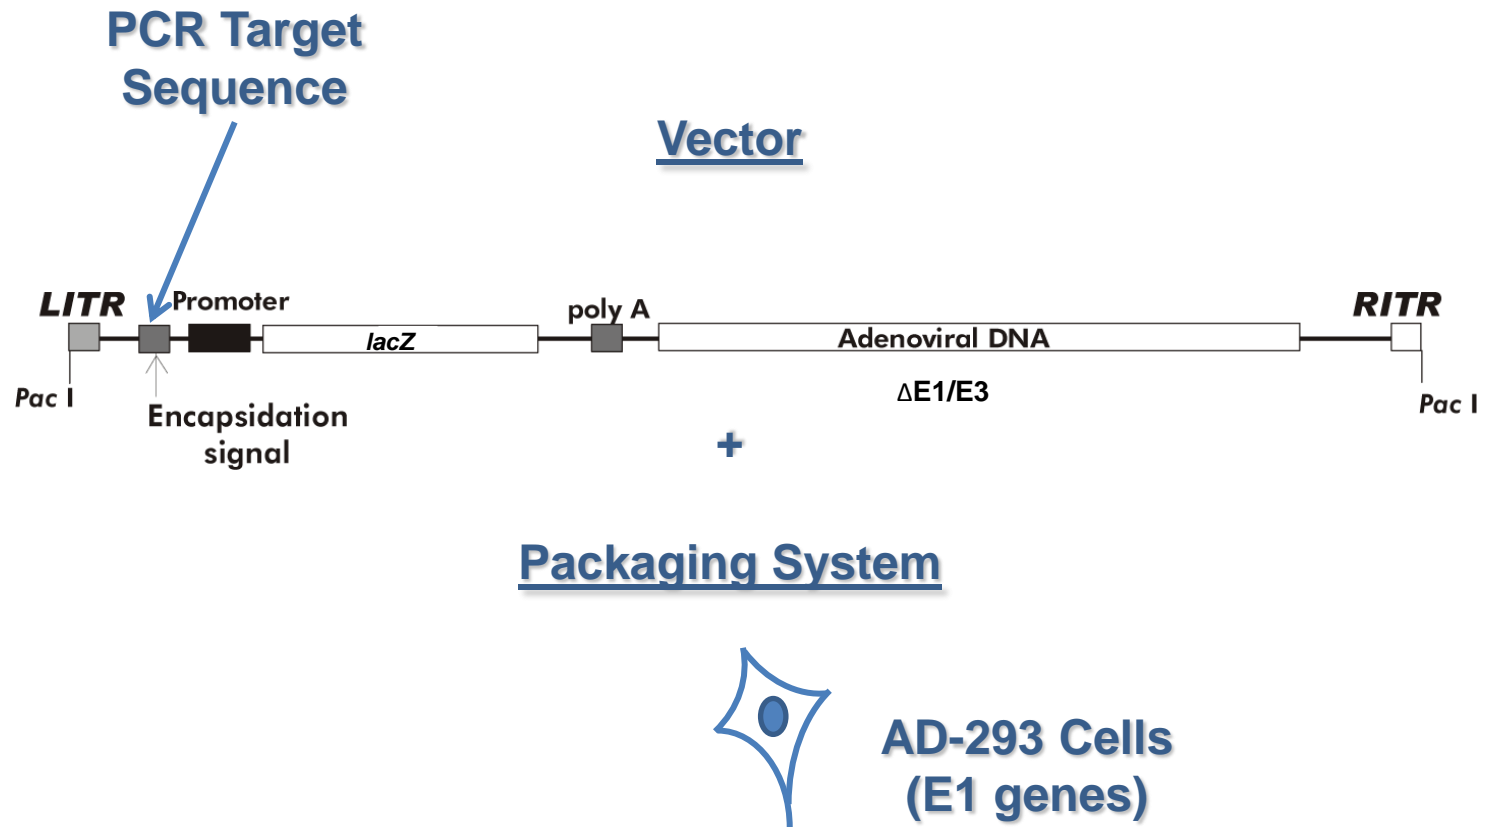 PCR Target
Sequence
Vector
LITR
Promoter
poly A
RITR
lacZ
Adenoviral DNA
Pac I
ΔE1/E3
Pac I
Encapsidation
signal
+
Packaging System
AD-293 Cells
(E1 genes)